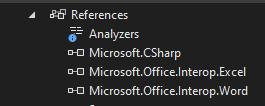 References
Analyzers
Microsoft.CSharp
Microsoft.Office.Interop.Excel
Microsoft.Office.Interop.Word